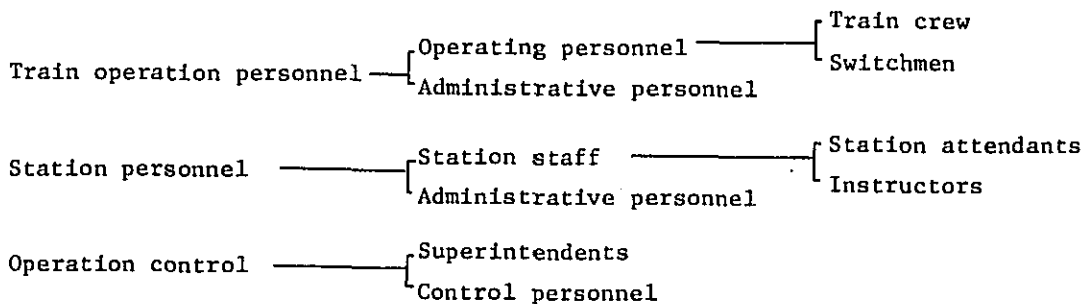 Train crew
Operating personnel
Switchmen
Train operation personnel
Administrative personnel
Station attendants
Station staff
Instructors
Station personnel
Administrative personnel
Superintendents
Operation control
Control personnel